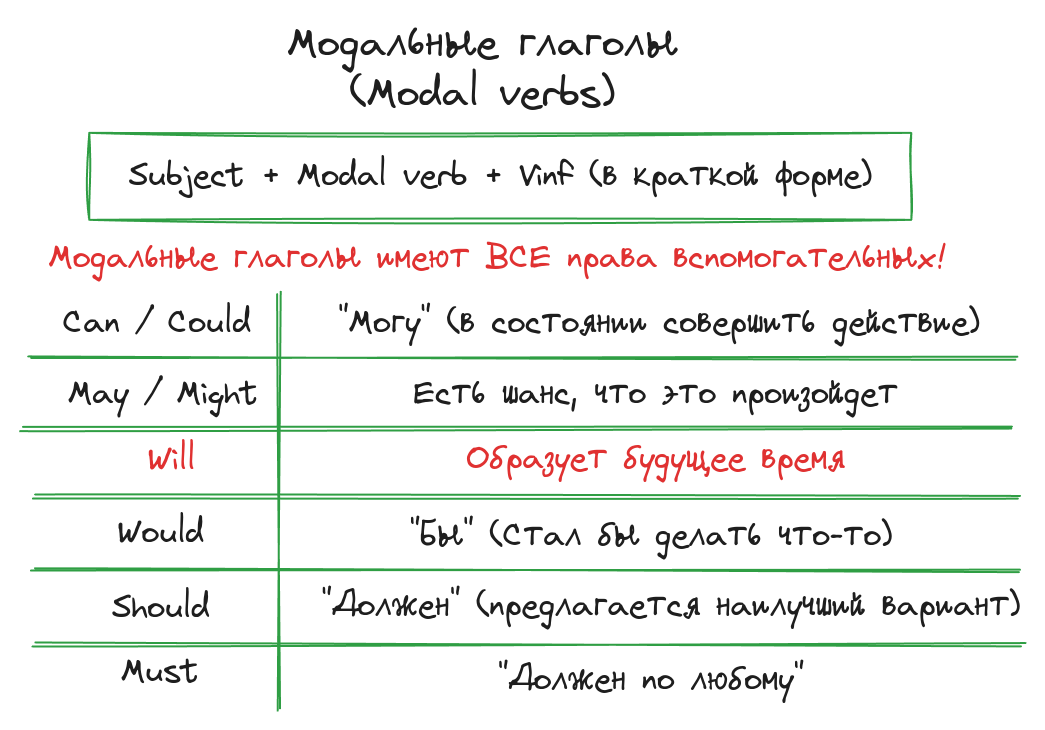 Модальные глаголы
(Modal verbs)
Subject + Modal verb + Vinf (в краткой форме)
Модальные глаголы имеют ВСЕ права вспомогательных!
Can / Could "Могу" (в состоянии совершить действие)
May / Might Есть шанс, что это произойдет
Will Образует будущее время
Would "Бы" (Стал бы делать что-то)
Should "Должен" (предлагается наилучший вариант)
Must "Должен по любому"